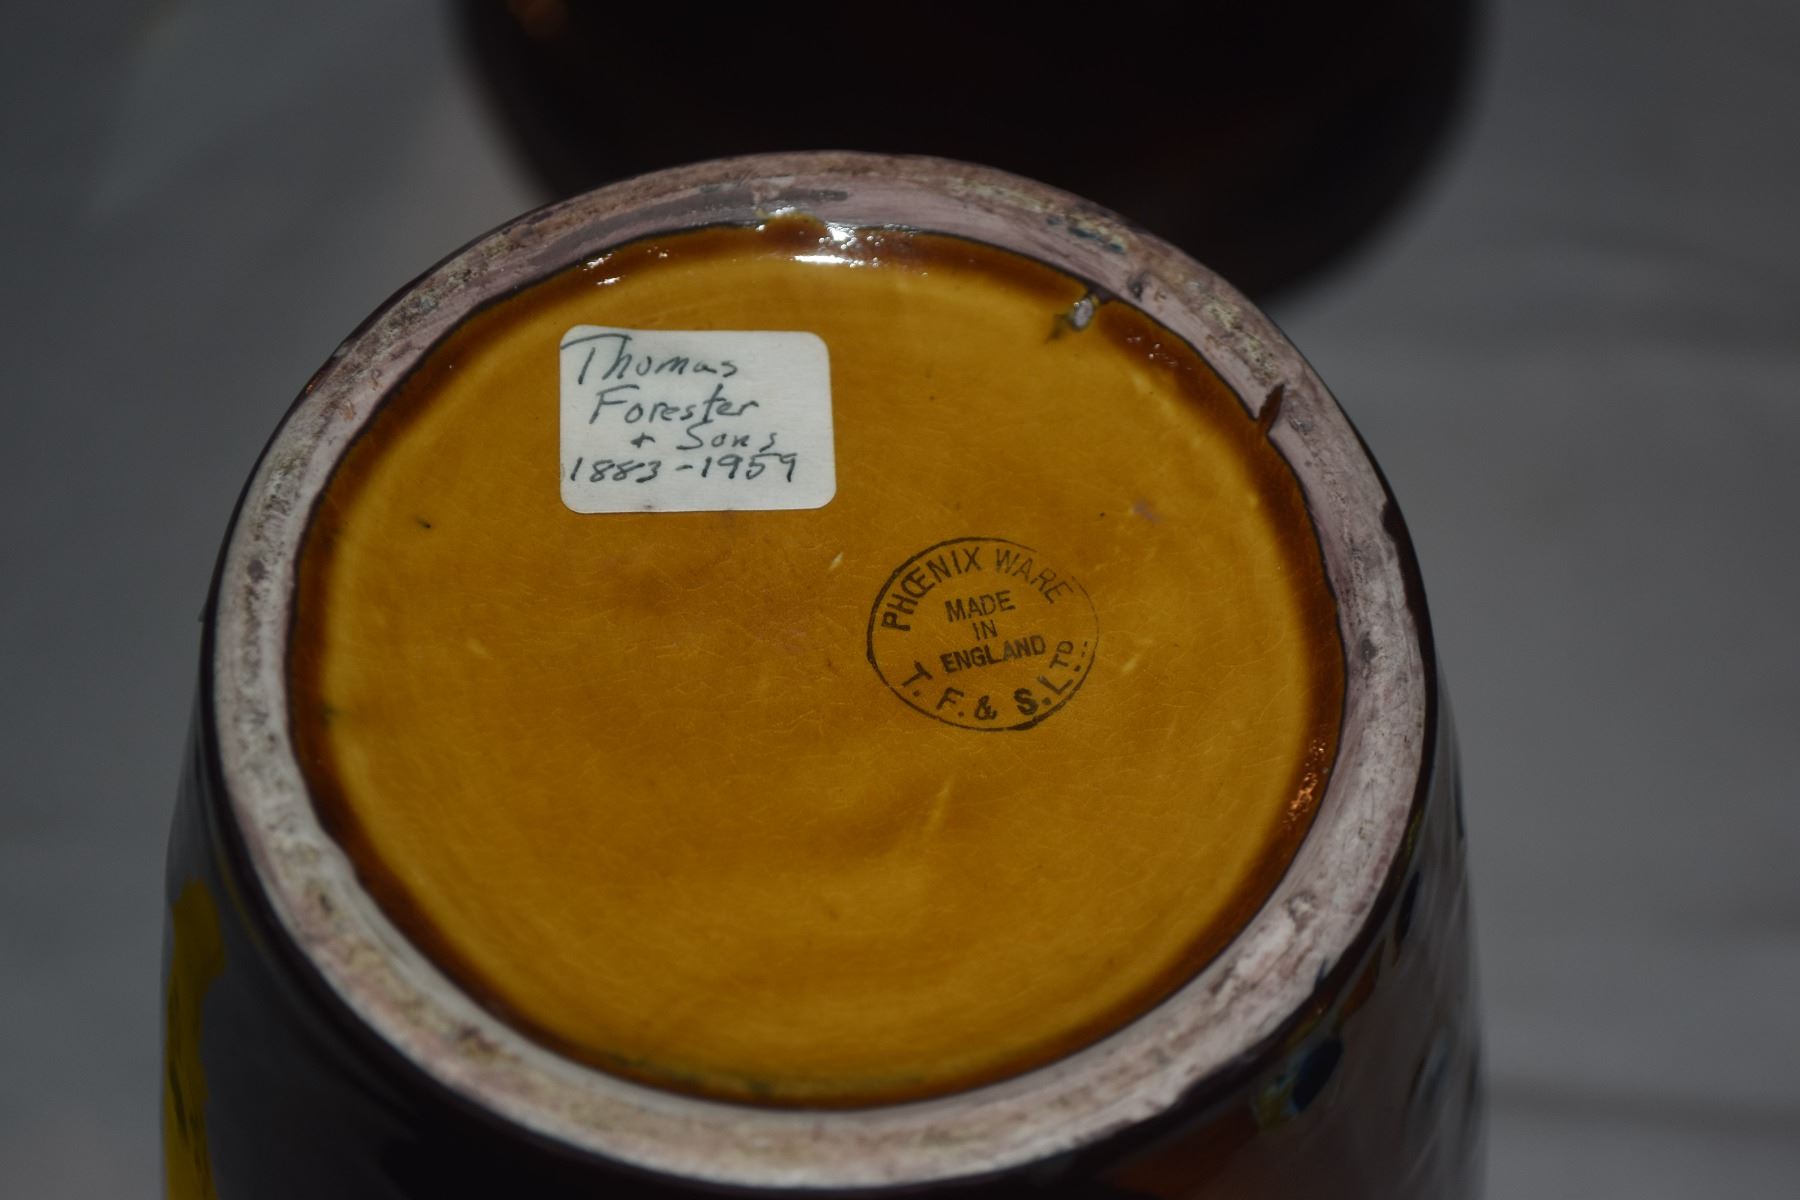 Thomas
Forester
+ Sons
1883-1959
PHŒNIX WARE
MADE
IN
ENGLAND
T. F. & S. LTD